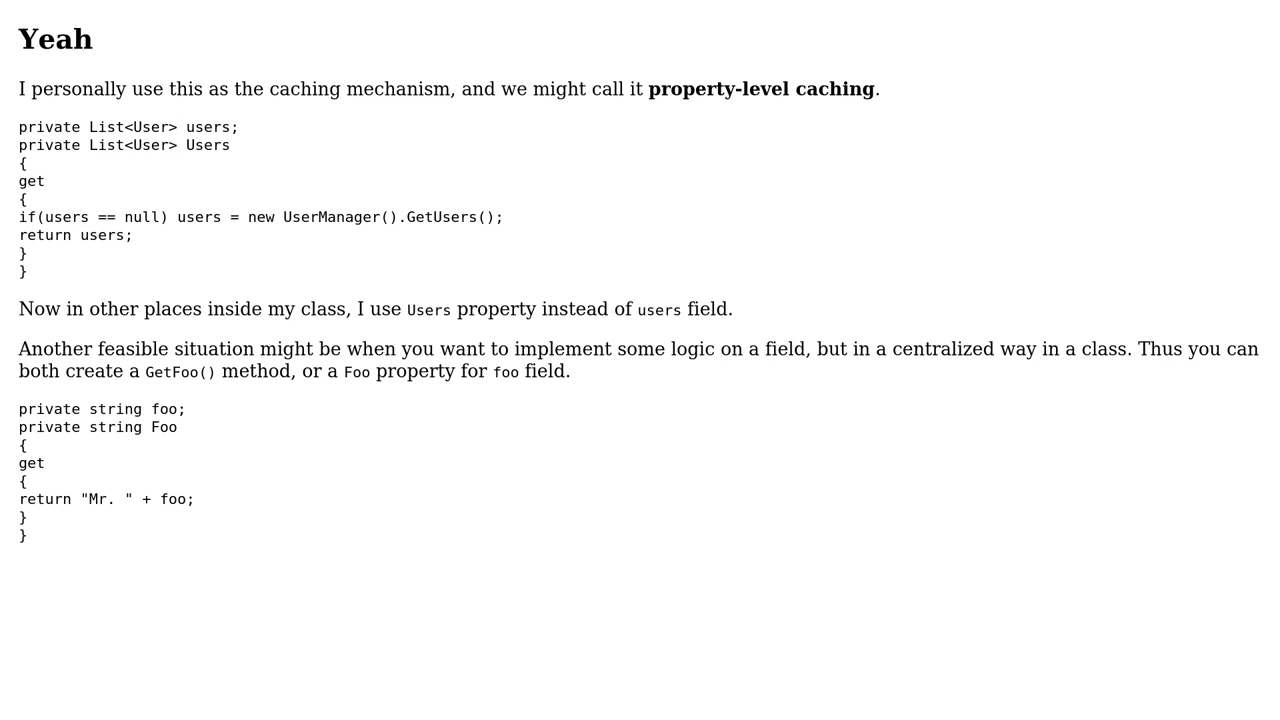 Yeah
I personally use this as the caching mechanism, and we might call it property-level caching.
private List<User> users;
private List<User> Users
{
get
{
if(users == null) users = new UserManager().GetUsers();
return users;
}
}
Now in other places inside my class, I use Users property instead of users field.
Another feasible situation might be when you want to implement some logic on a field, but in a centralized way in a class. Thus you can
both create a GetFoo() method, or a Foo property for foo field.
private string foo;
private string Foo
{
get
{
return "Mr. " + foo;
}
}